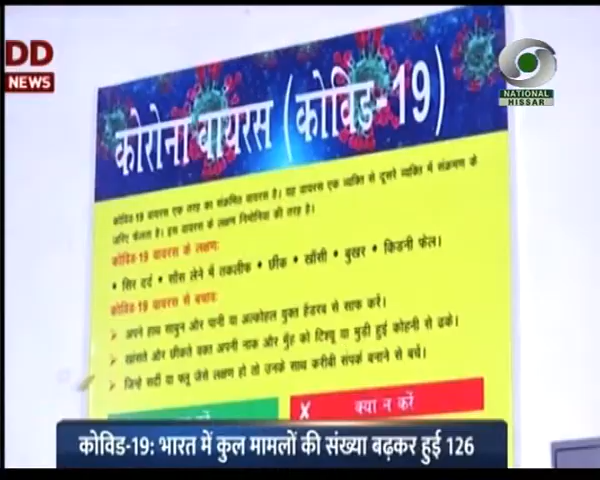 DD
NEWS
NATIONAL
HISSAR
कोरोना वायरस (कोविड-19)
कोविड-19 वायरस एक तरह का संक्रमित वायरस है। यह वायरस एक व्यक्ति से दूसरे व्यक्ति में संक्रमण के
जरिए फेलता है। इस वायरस के लक्षण निमोनिया की तरह है।
कोविड-19 वायरस के लक्षण:
• सिर दर्द • साँस लेने में तकलीफ • छींक • खाँसी • बुखर • किडनी फेल।
कोविड-19 वायरस से बचाव:
अपने हाथ साबुन और पानी या अल्कोहल युक्त हैंडरब से साफ करें।
खांसते और छीकते वक्त अपनी नाक और मुँह को टिश्यू या मुड़ी हुई कोहनी से ढके।
जिन्हे सर्दी या फ्लू जैसे लक्षण हो तो उनके साथ करीबी संपर्क बनाने से बचें।
करें
X क्या न करें
कोविड-19: भारत में कुल मामलों की संख्या बढ़कर हुई 126